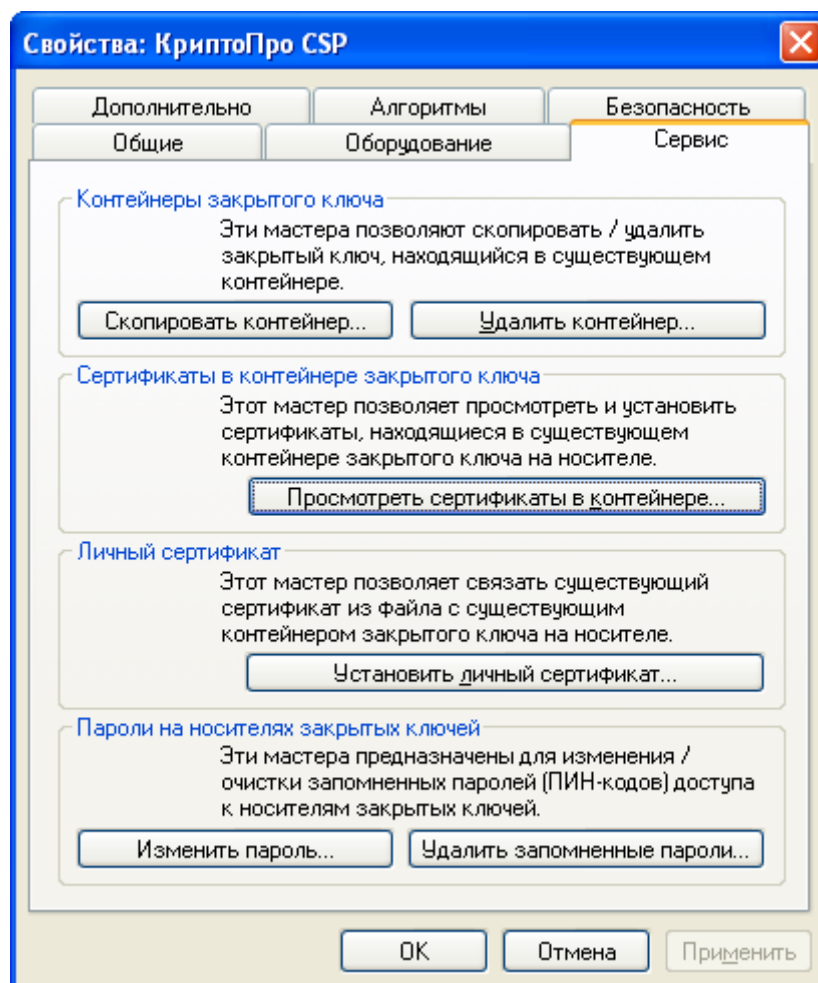 Свойства: КриптоПро CSP
Дополнительно
Алгоритмы
Безопасность
Общие
Оборудование
Сервис
Контейнеры закрытого ключа
Эти мастера позволяют скопировать / удалить
закрытый ключ, находящийся в существующем
контейнере.
Скопировать контейнер...
Удалить контейнер...
Сертификаты в контейнере закрытого ключа
Этот мастер позволяет просмотреть и установить
сертификаты, находящиеся в существующем
контейнере закрытого ключа на носителе.
Просмотреть сертификаты в контейнере...
Личный сертификат
Этот мастер позволяет связать существующий
сертификат из файла с существующим
контейнером закрытого ключа на носителе.
Установить личный сертификат...
Пароли на носителях закрытых ключей
Эти мастера предназначены для изменения /
очистки запомненных паролей (ПИН-кодов) доступа
к носителям закрытых ключей.
Изменить пароль...
Удалить запомненные пароли...
ОК
Отмена
Применить